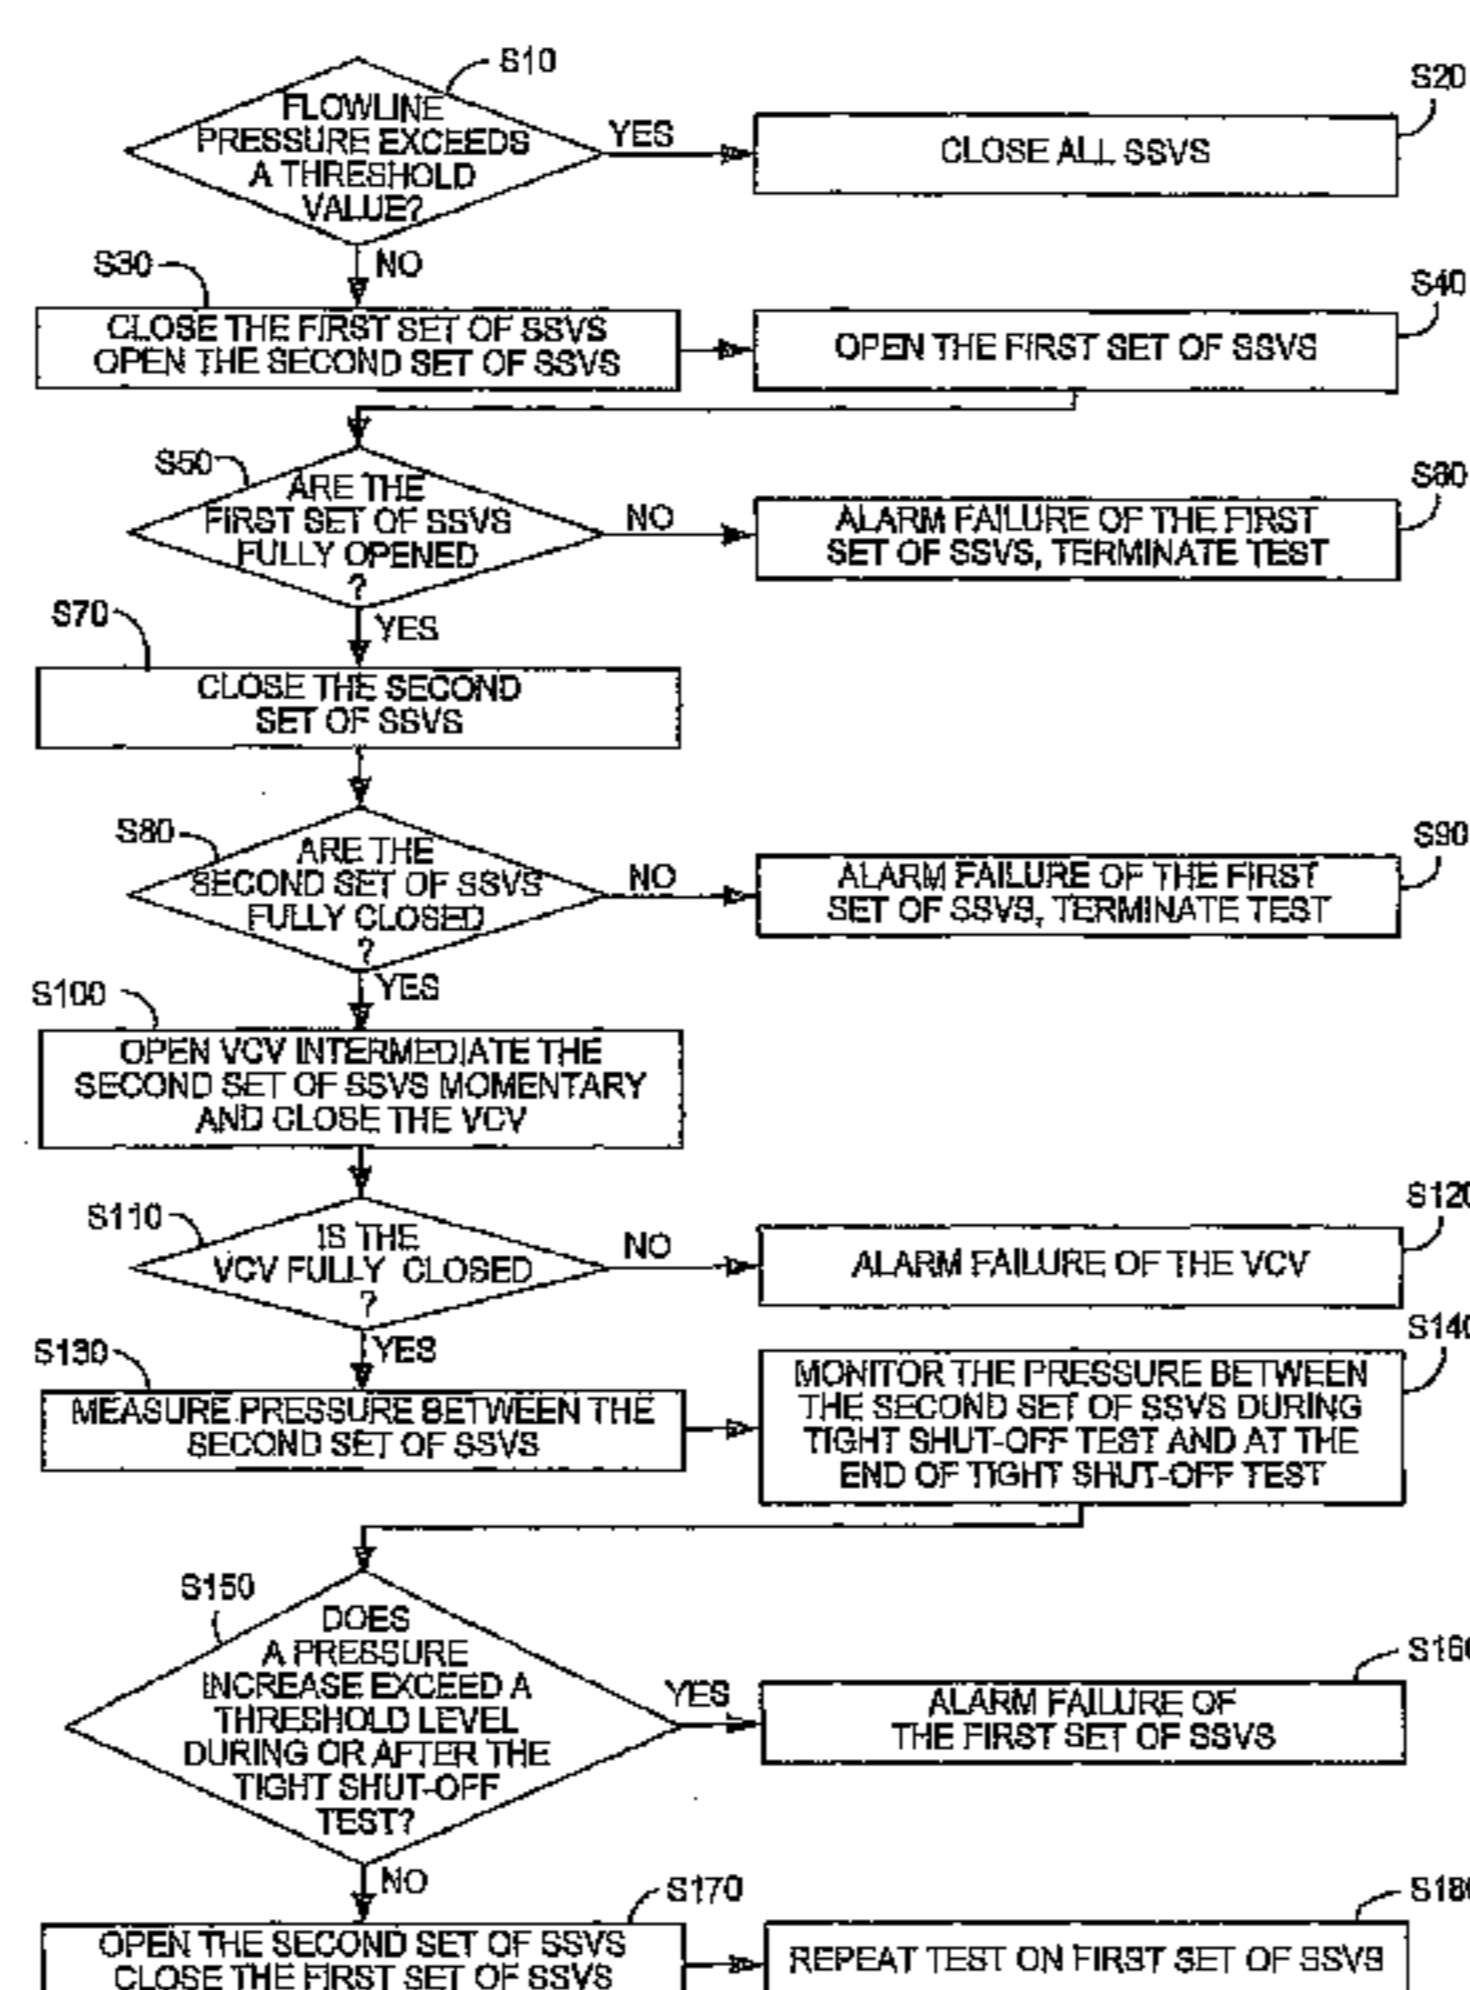 S10
FLOWLINE
PRESSURE EXCEEDS
A THRESHOLD
VALUE?
YES
S20
CLOSE ALL SSVS
NO
S30
CLOSE THE FIRST SET OF SSVS
OPEN THE SECOND SET OF SSVS
S40
OPEN THE FIRST SET OF SSVS
S50
ARE THE
FIRST SET OF SSVS
FULLY OPENED
?
NO
S60
ALARM FAILURE OF THE FIRST
SET OF SSVS, TERMINATE TEST
YES
S70
CLOSE THE SECOND
SET OF SSVS
S80
ARE THE
SECOND SET OF SSVS
FULLY CLOSED
?
NO
S90
ALARM FAILURE OF THE FIRST
SET OF SSVS, TERMINATE TEST
YES
S100
OPEN VCV INTERMEDIATE THE
SECOND SET OF SSVS MOMENTARY
AND CLOSE THE VCV
S110
IS THE
VCV FULLY CLOSED
?
NO
S120
ALARM FAILURE OF THE VCV
YES
S130
MEASURE PRESSURE BETWEEN THE
SECOND SET OF SSVS
S140
MONITOR THE PRESSURE BETWEEN
THE SECOND SET OF SSVS DURING
TIGHT SHUT-OFF TEST AND AT THE
END OF TIGHT SHUT-OFF TEST
S150
DOES
A PRESSURE
INCREASE EXCEED A
THRESHOLD LEVEL
DURING OR AFTER THE
TIGHT SHUT-OFF
TEST?
YES
S160
ALARM FAILURE OF
THE FIRST SET OF SSVS
NO
S170
OPEN THE SECOND SET OF SSVS
CLOSE THE FIRST SET OF SSVS
S180
REPEAT TEST ON FIRST SET OF SSVS